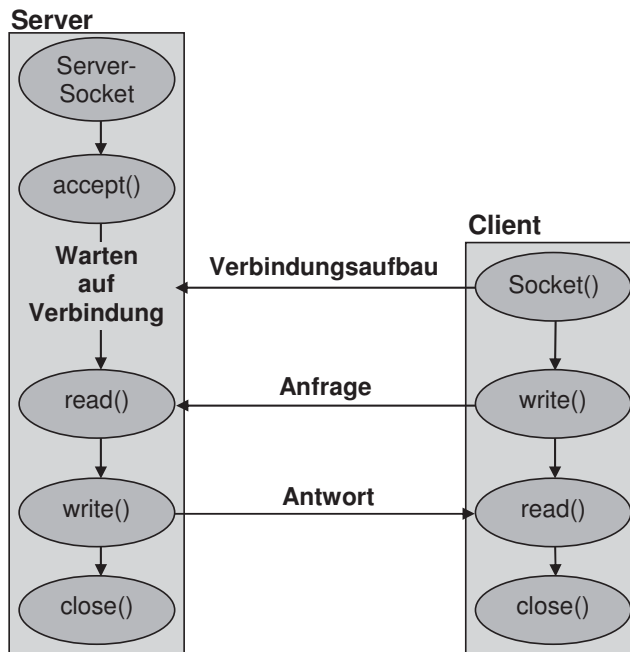 Server
Server-
Socket
accept()
Warten
auf
Verbindung
read()
write()
close()
Verbindungsaufbau
Anfrage
Antwort
Client
Socket()
write()
read()
close()